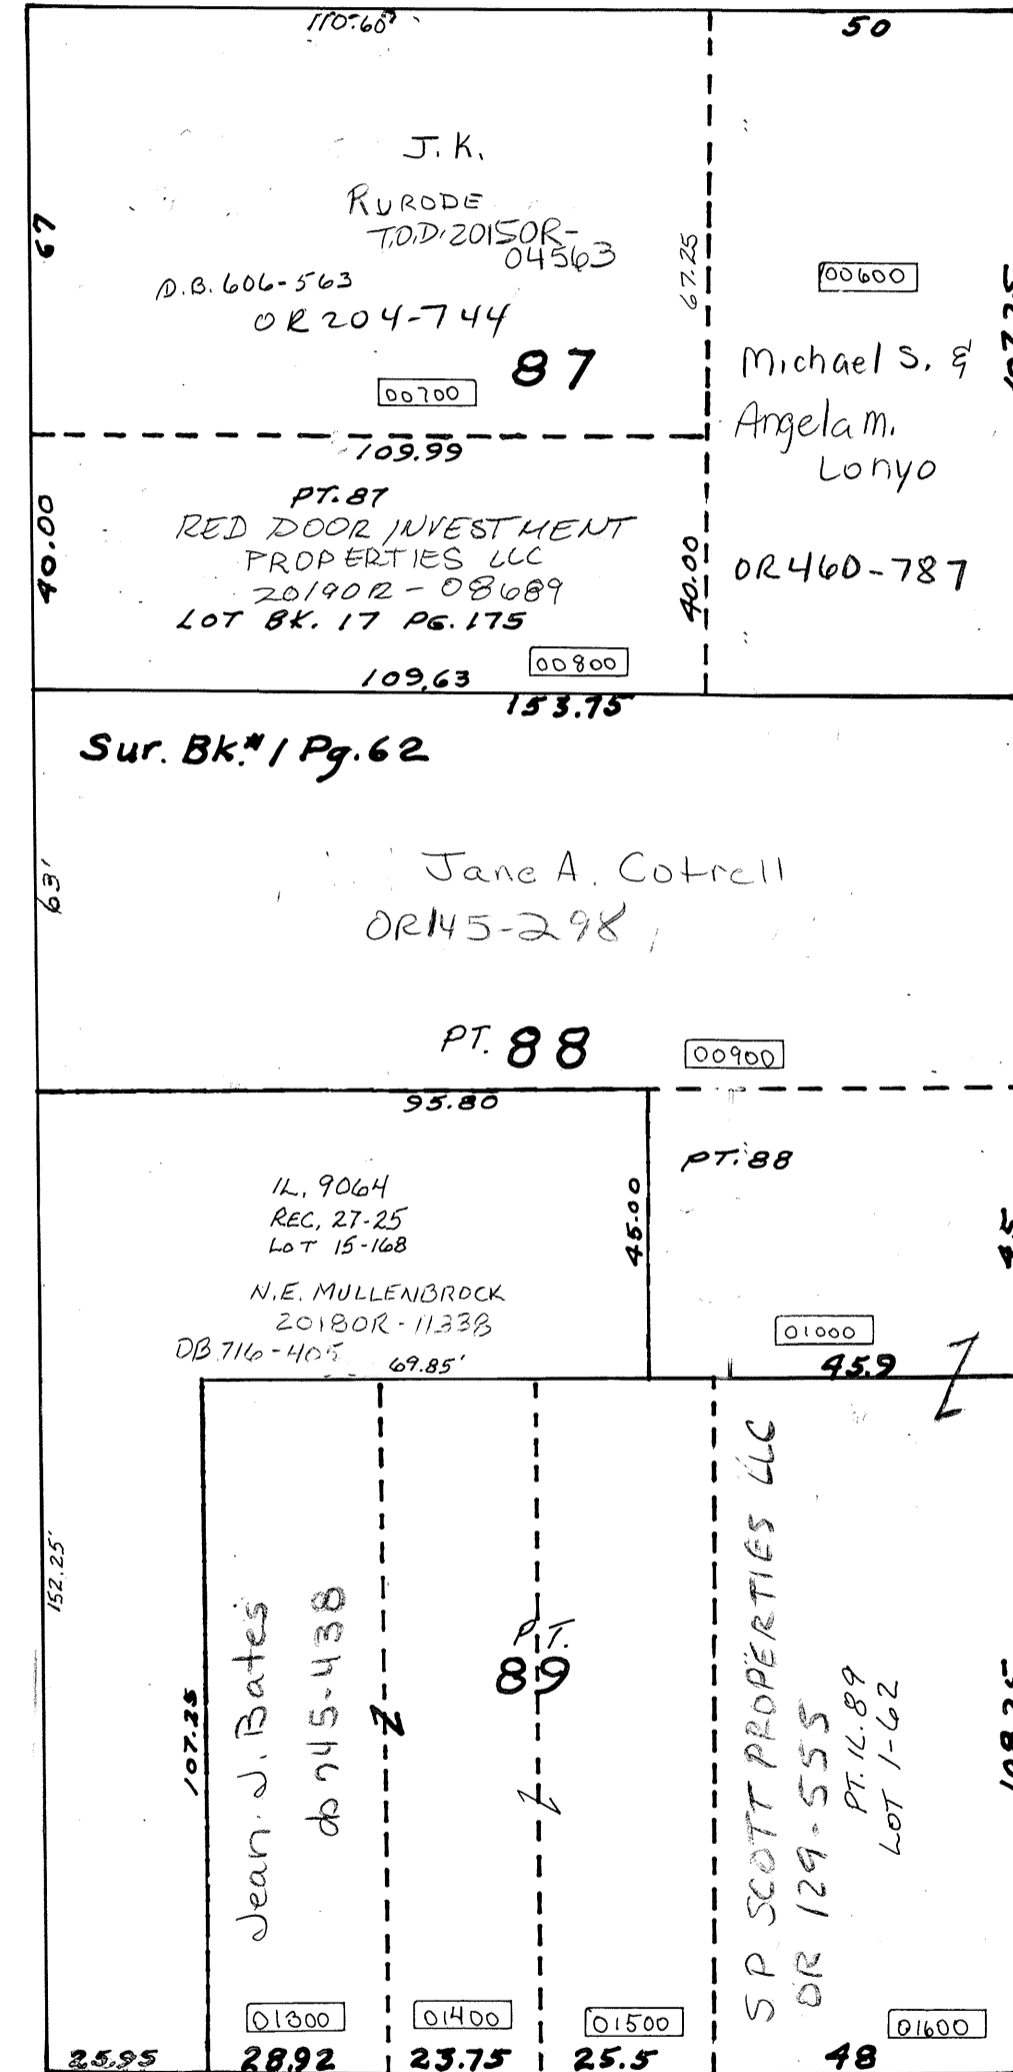 110.60'
50
J. K.
RURODE
T.O.D. 2015OR-
04563
D.B. 606-563
OR 204-744
67
67.25
87
00700
00600
Michael S. &
Angela M.
Lonyo
OR460-787
109.99
PT. 87
RED DOOR INVESTMENT
PROPERTIES LLC
2019OR-08689
LOT BK. 17 PG. 175
40.00
40.00
00800
109.63
153.75
Sur. Bk.#1 Pg. 62
63'
Jane A. Cotrell
OR145-298
PT. 88
00900
95.80
PT. 88
IL. 9064
REC. 27-25
LOT 15-168
N.E. MULLENBROCK
2018OR-11338
DB 716-405
69.85'
45.00
45
01000
45.9
Z
152.25'
107.25
Jean J. Bates
db 745-438
Z
PT.
89
Z
S P SCOTT PROPERTIES LLC
OR 129-555
PT. IL. 89
LOT 1-62
01300
01400
01500
01600
25.95
28.92
23.75
25.5
48